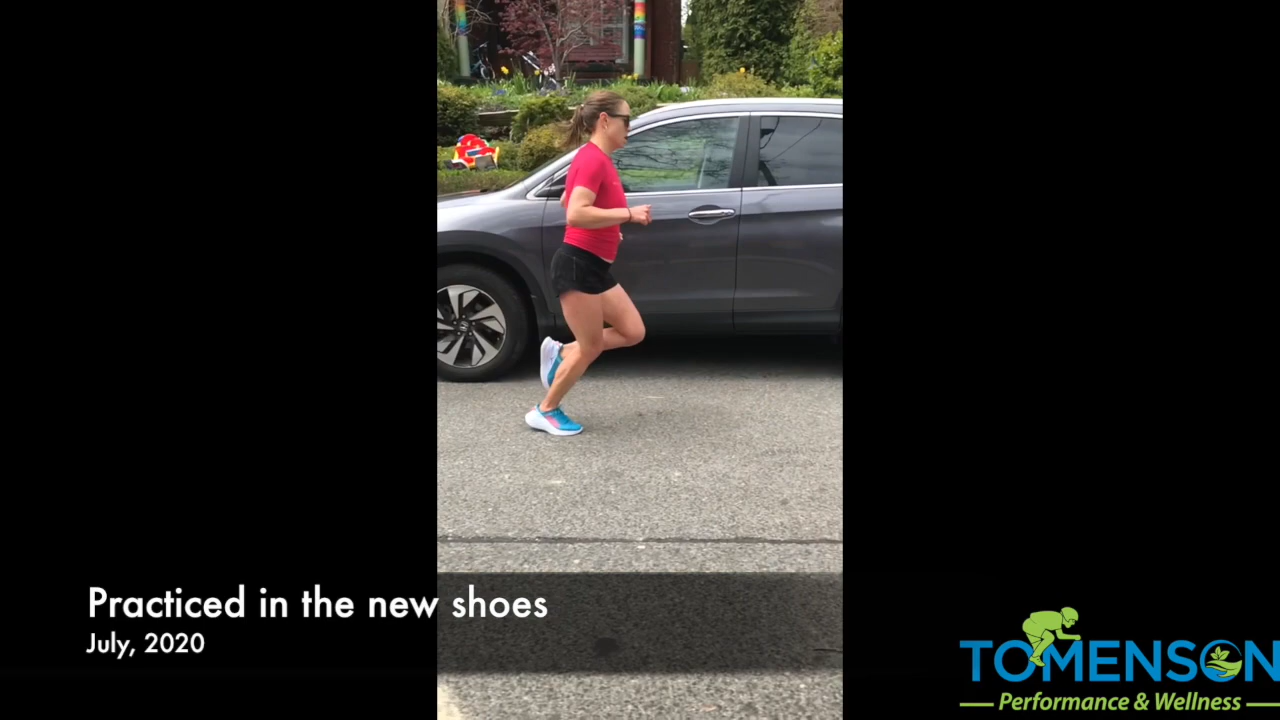 Practiced in the new shoes
July, 2020
TOMENSON
Performance & Wellness